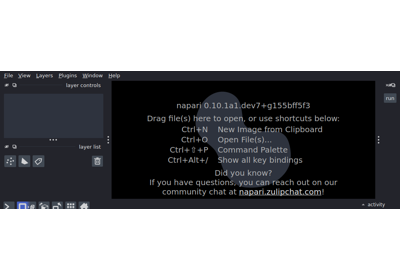 File View Layers Plugins Window Help
layer controls
layer list
napari 0.10.1a1.dev7+g155bff5f3
Drag file(s) here to open, or use shortcuts below:
Ctrl+N New Image from Clipboard
Ctrl+O Open File(s)...
Ctrl+⇧+P Command Palette
Ctrl+Alt+/ Show all key bindings
Did you know?
If you have questions, you can reach out on our
community chat at napari.zulipchat.com!
run
activity